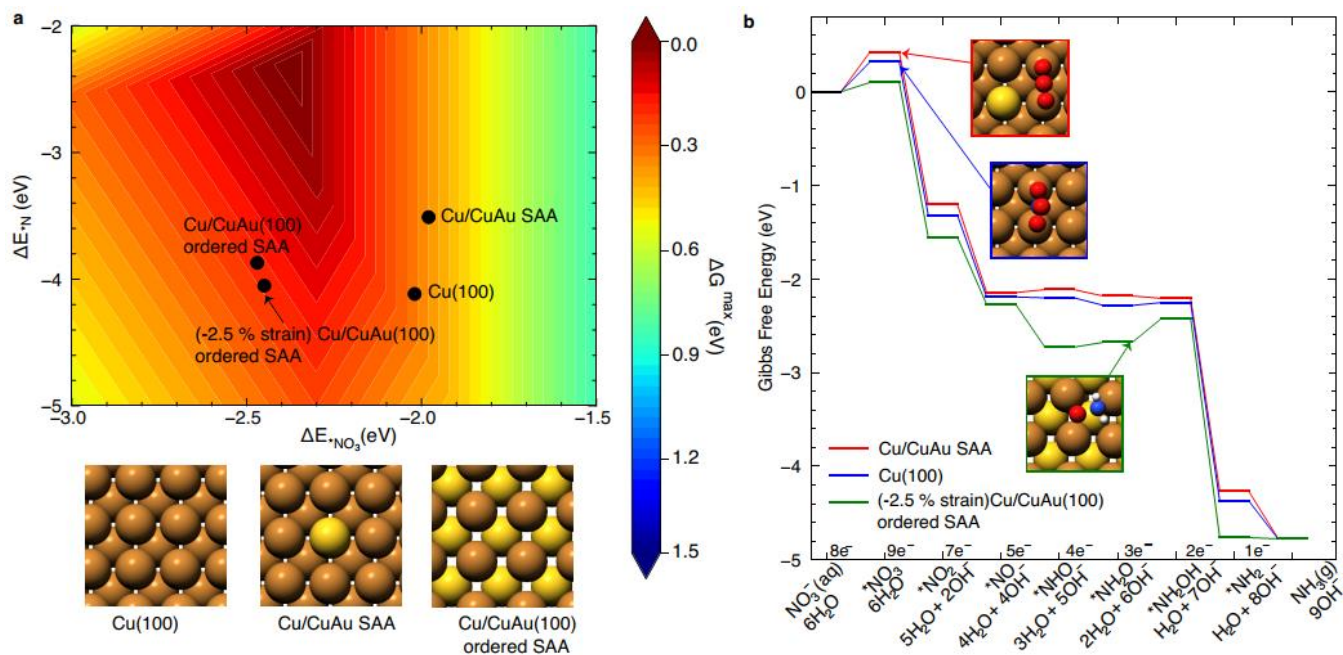 a
−2
−3
−4
−5
ΔE*N (eV)
Cu/CuAu(100)
ordered SAA
Cu/CuAu SAA
Cu(100)
(-2.5 % strain) Cu/CuAu(100)
ordered SAA
−3.0
−2.5
−2.0
−1.5
ΔE*NO3(eV)
0.0
0.3
0.6
0.9
1.2
1.5
ΔG max(eV)
Cu(100)
Cu/CuAu SAA
Cu/CuAu(100)
ordered SAA
b
0
−1
−2
−3
−4
−5
Gibbs Free Energy (eV)
Cu/CuAu SAA
Cu(100)
(-2.5 % strain)Cu/CuAu(100)
ordered SAA
8e−
9e−
7e−
5e−
4e−
3e−
2e−
1e−
NO3−(aq)
6H2O
*NO3
6H2O
*NO2
5H2O+ 2OH−
*NO
4H2O+ 4OH−
*NHO
3H2O+ 5OH−
*NH2O
2H2O+ 6OH−
*NH2OH
H2O+ 7OH−
*NH2
H2O + 8OH−
NH3(g)
9OH−